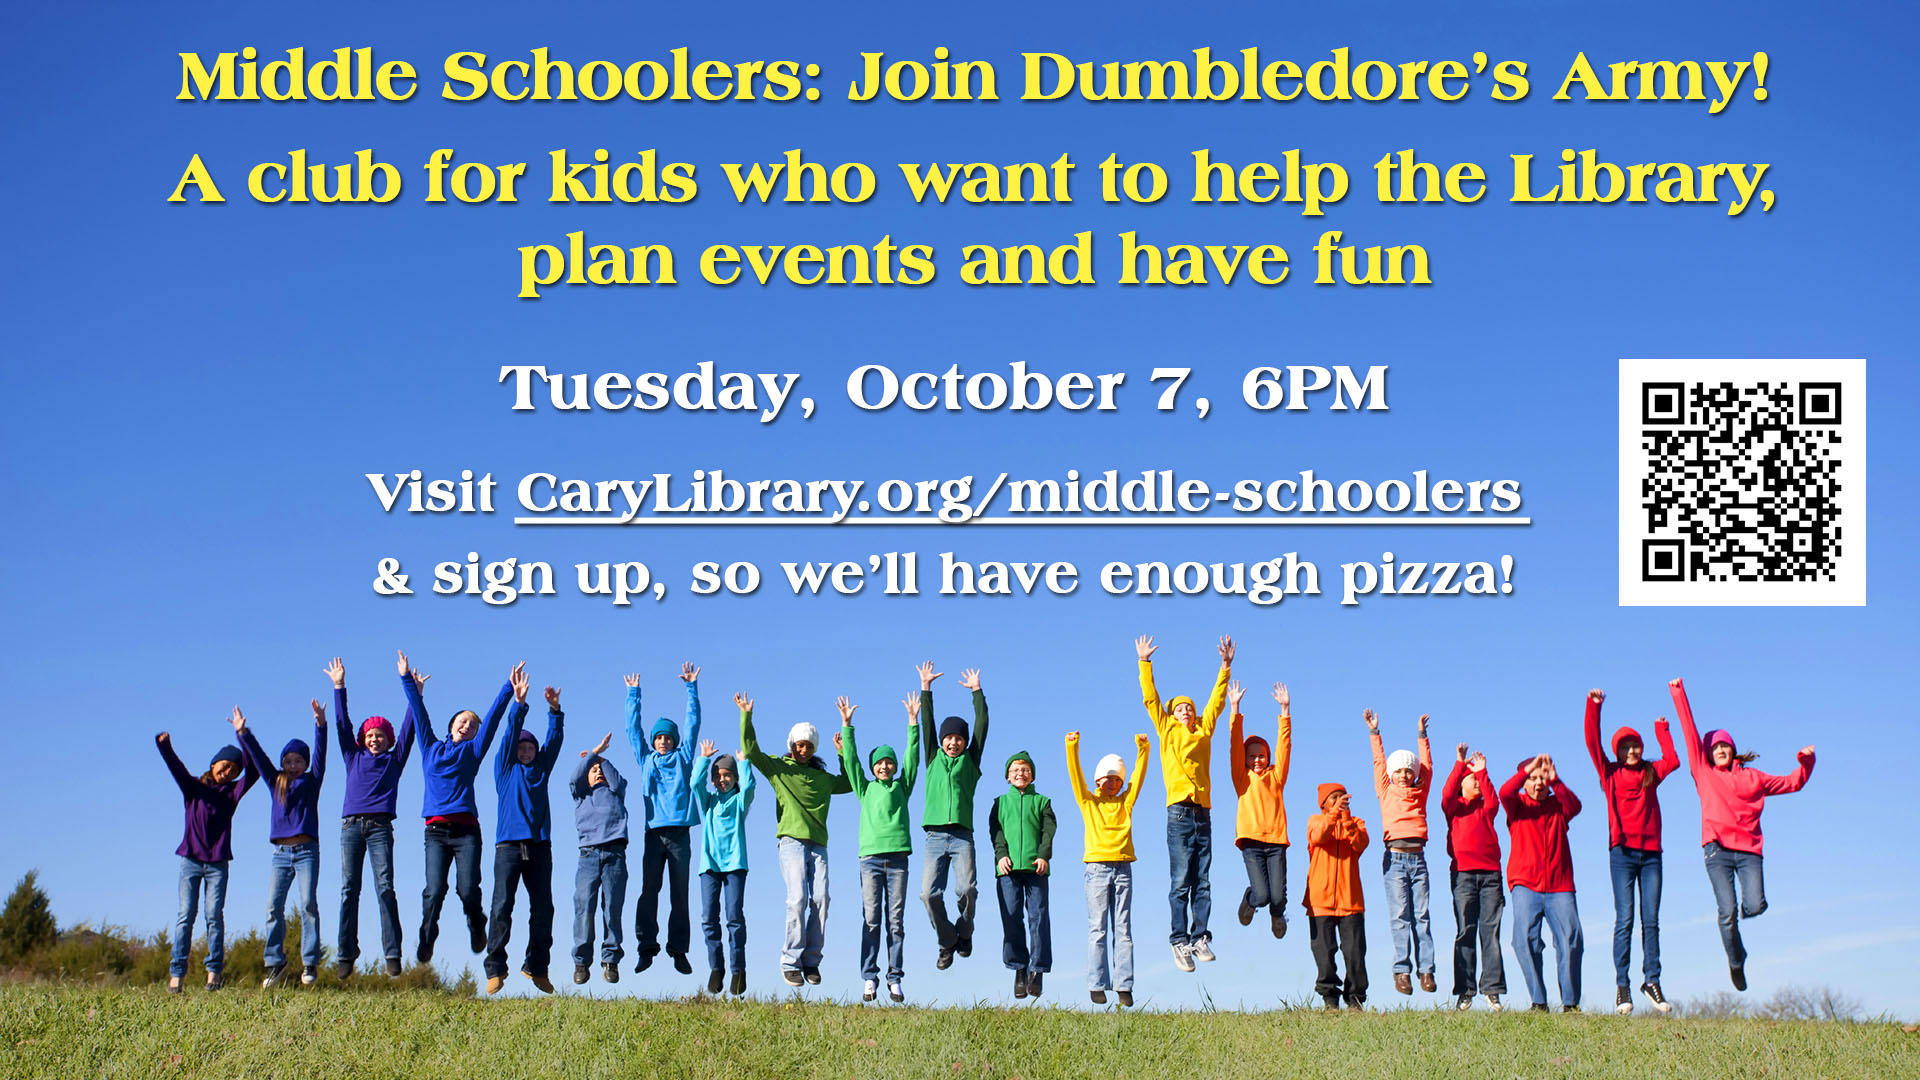 Middle Schoolers: Join Dumbledore’s Army!
A club for kids who want to help the Library,
plan events and have fun
Tuesday, October 7, 6PM
Visit CaryLibrary.org/middle-schoolers
& sign up, so we’ll have enough pizza!